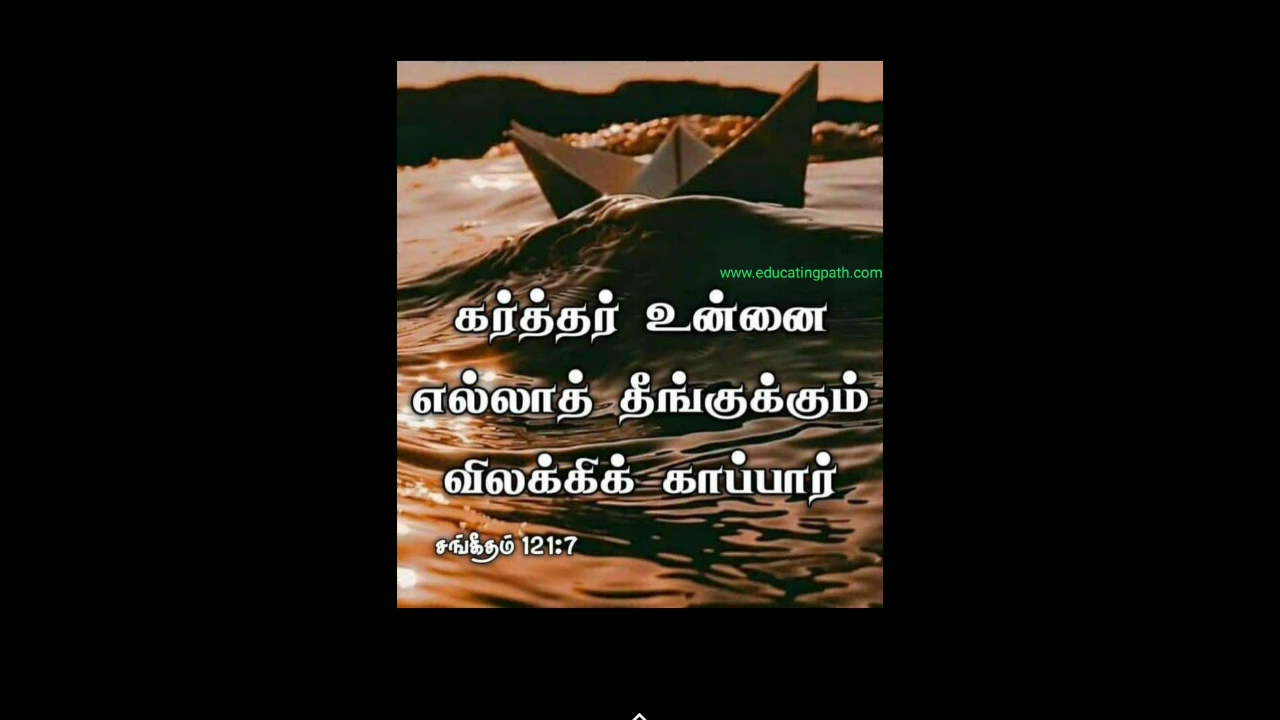 www.educatingpath.com
கர்த்தர் உன்னை
எல்லாத் தீங்குக்கும்
விலக்கிக் காப்பார்
சங்கீதம் 121:7